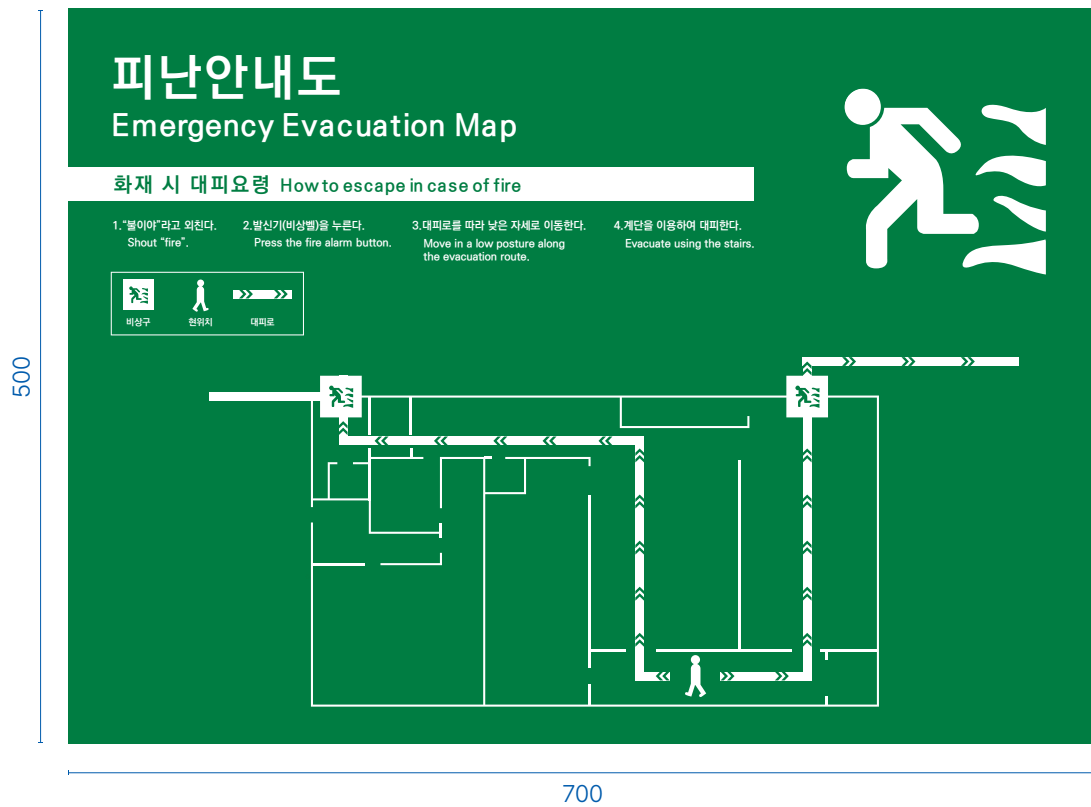 피난안내도
Emergency Evacuation Map
화재 시 대피요령 How to escape in case of fire
1.“불이야”라고 외친다.
Shout “fire”.
2.발신기(비상벨)을 누른다.
Press the fire alarm button.
3.대피로를 따라 낮은 자세로 이동한다.
Move in a low posture along
the evacuation route.
4.계단을 이용하여 대피한다.
Evacuate using the stairs.
비상구
현위치
대피로
500
700